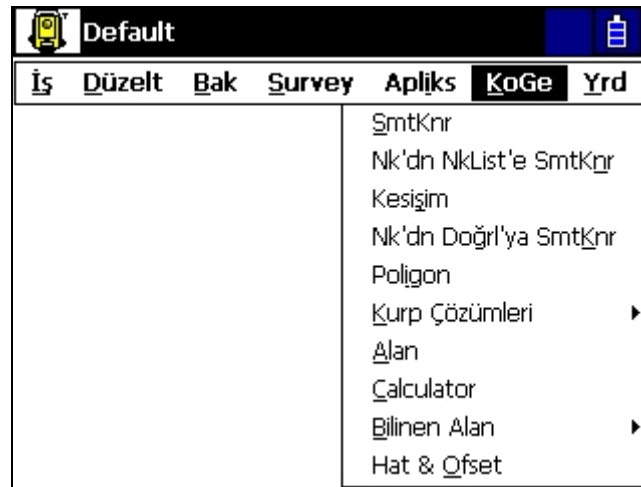 Default
İş Düzelt Bak Survey Apliks KoGe Yrd
SmtKnr
Nk'dn NkList'e SmtKnr
Kesişim
Nk'dn Doğrl'ya SmtKnr
Poligon
Kurp Çözümleri
Alan
Calculator
Bilinen Alan
Hat & Ofset